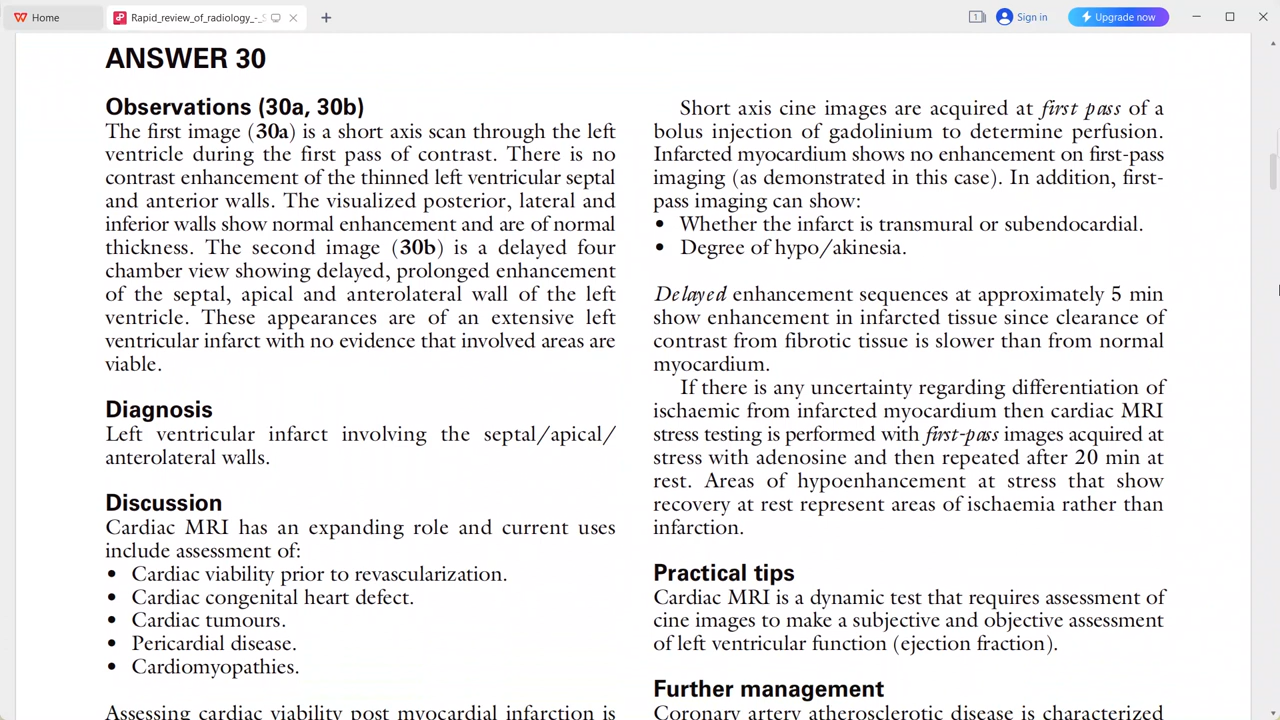 Home
Rapid_review_of_radiology_-_S
Sign in
Upgrade now
ANSWER 30
Observations (30a, 30b)
The first image (30a) is a short axis scan through the left
ventricle during the first pass of contrast. There is no
contrast enhancement of the thinned left ventricular septal
and anterior walls. The visualized posterior, lateral and
inferior walls show normal enhancement and are of normal
thickness. The second image (30b) is a delayed four
chamber view showing delayed, prolonged enhancement
of the septal, apical and anterolateral wall of the left
ventricle. These appearances are of an extensive left
ventricular infarct with no evidence that involved areas are
viable.
Diagnosis
Left ventricular infarct involving the septal/apical/
anterolateral walls.
Discussion
Cardiac MRI has an expanding role and current uses
include assessment of:
• Cardiac viability prior to revascularization.
• Cardiac congenital heart defect.
• Cardiac tumours.
• Pericardial disease.
• Cardiomyopathies.
Assessing cardiac viability post myocardial infarction is
Short axis cine images are acquired at first pass of a
bolus injection of gadolinium to determine perfusion.
Infarcted myocardium shows no enhancement on first-pass
imaging (as demonstrated in this case). In addition, first-
pass imaging can show:
• Whether the infarct is transmural or subendocardial.
• Degree of hypo/akinesia.
Delayed enhancement sequences at approximately 5 min
show enhancement in infarcted tissue since clearance of
contrast from fibrotic tissue is slower than from normal
myocardium.
If there is any uncertainty regarding differentiation of
ischaemic from infarcted myocardium then cardiac MRI
stress testing is performed with first-pass images acquired at
stress with adenosine and then repeated after 20 min at
rest. Areas of hypoenhancement at stress that show
recovery at rest represent areas of ischaemia rather than
infarction.
Practical tips
Cardiac MRI is a dynamic test that requires assessment of
cine images to make a subjective and objective assessment
of left ventricular function (ejection fraction).
Further management
Coronary artery atherosclerotic disease is characterized